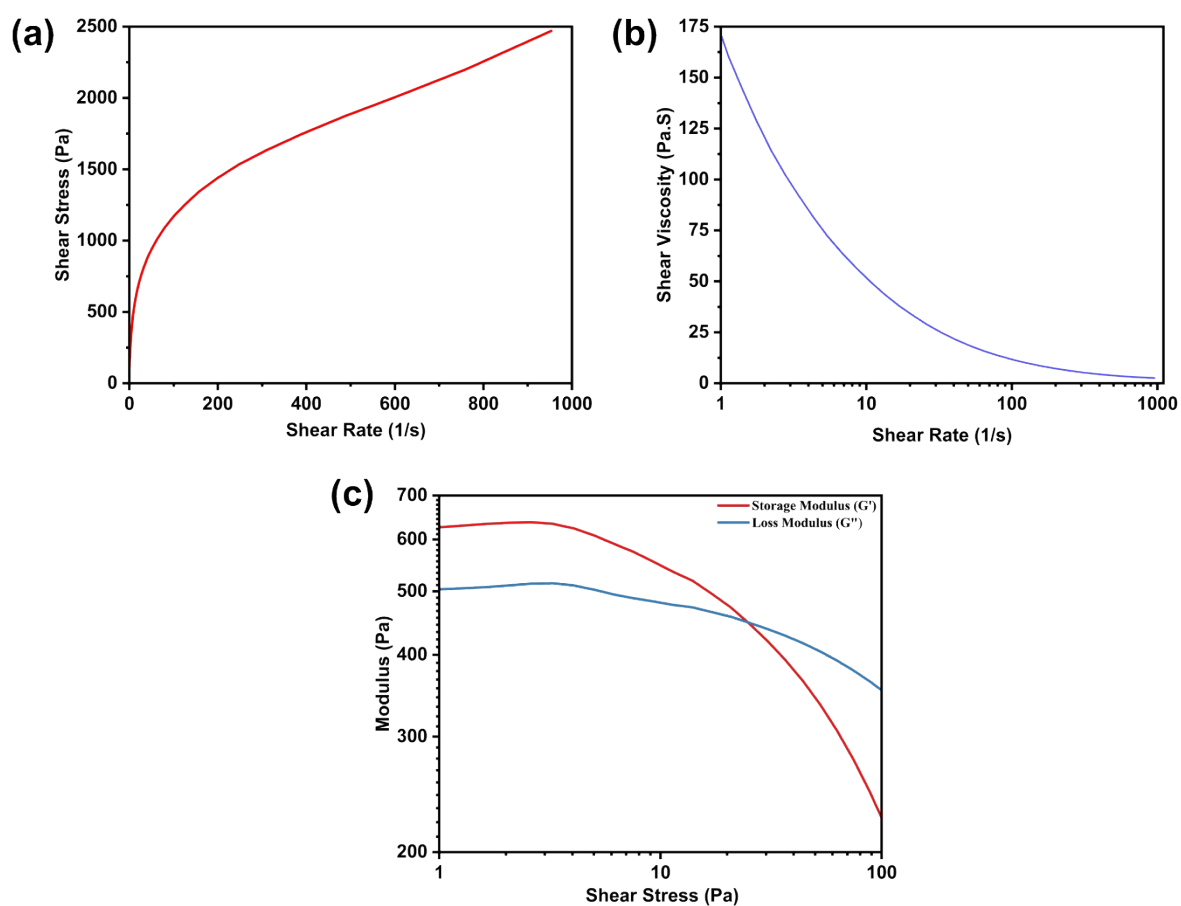 (a)
2500
2000
1500
1000
500
0
Shear Stress (Pa)
0 200 400 600 800 1000
Shear Rate (1/s)
(b)
175
150
125
100
75
50
25
0
Shear Viscosity (Pa.S)
1 10 100 1000
Shear Rate (1/s)
(c)
700
600
500
400
300
200
Modulus (Pa)
Storage Modulus (G')
Loss Modulus (G'')
1 10 100
Shear Stress (Pa)